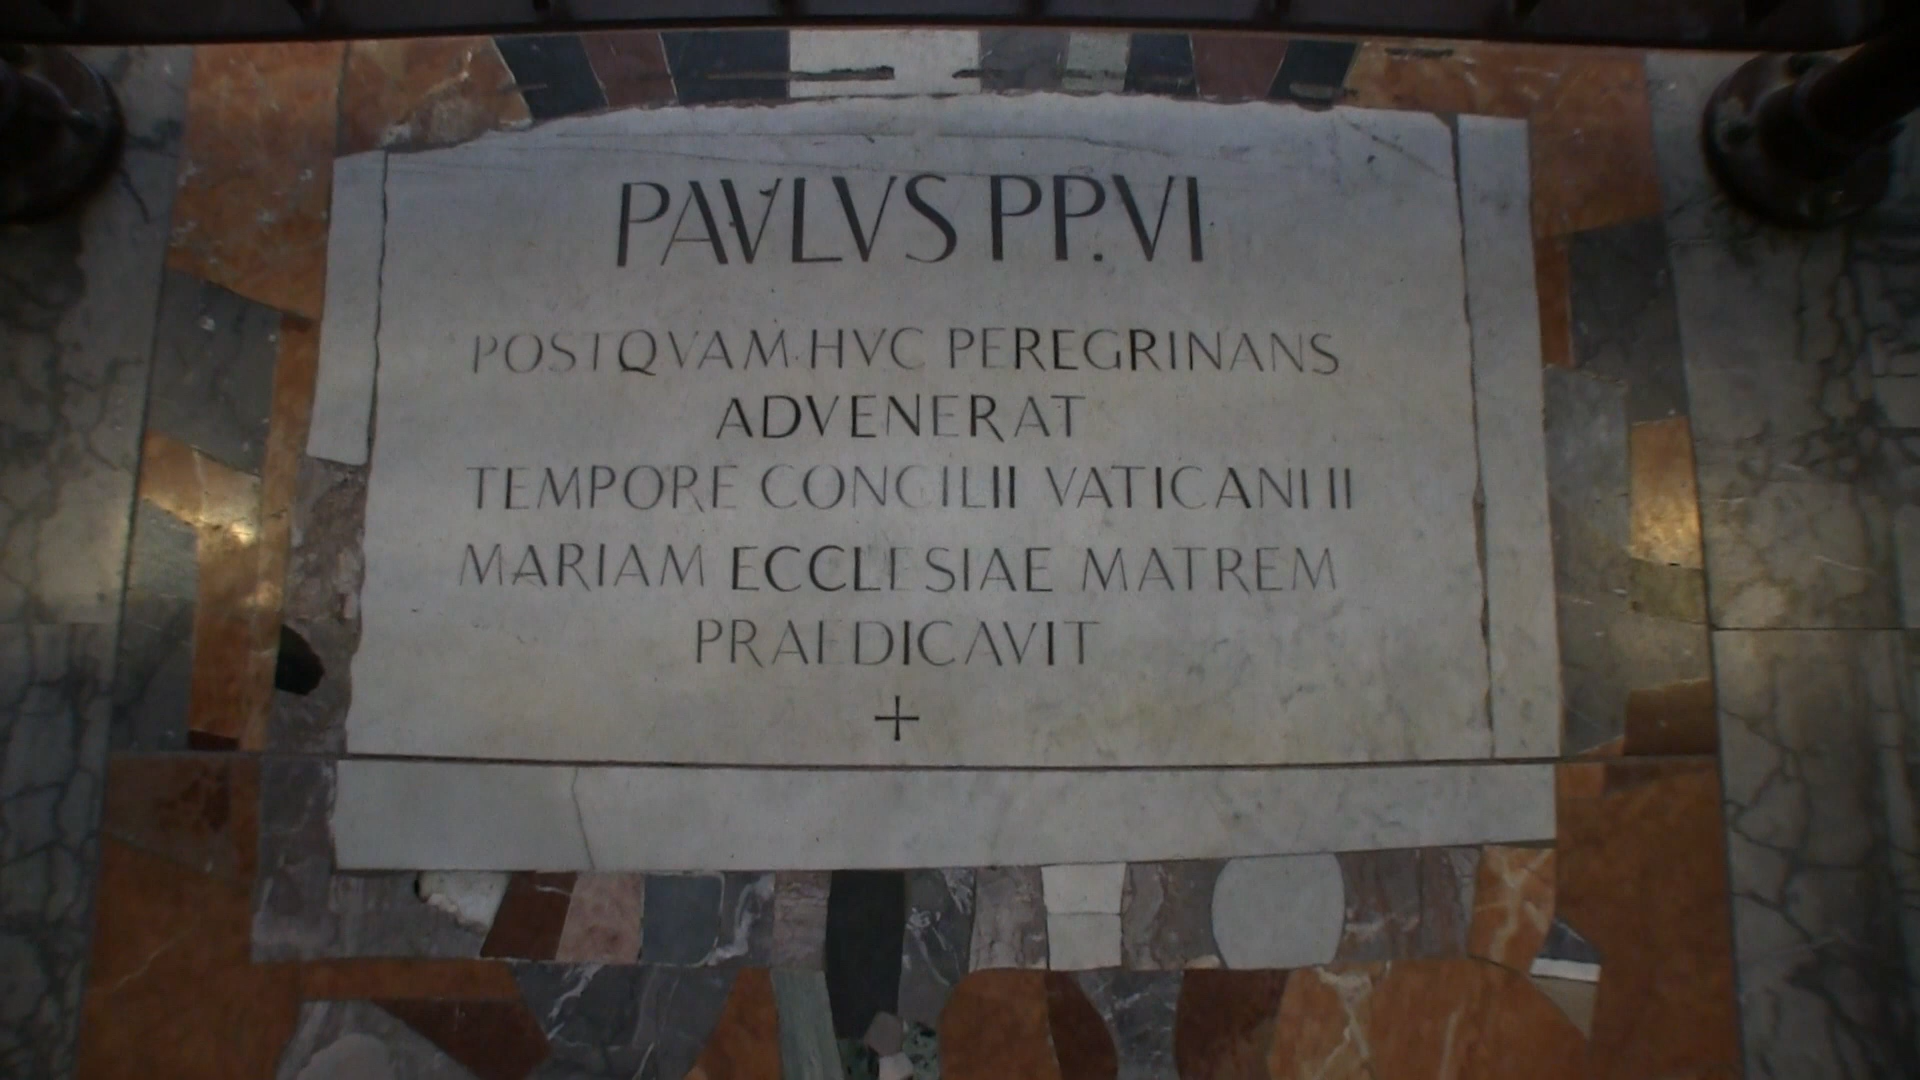 PAVLVS PP. VI
POSTQVAM HVC PEREGRINANS
ADVENERAT
TEMPORE CONCILII VATICANI II
MARIAM ECCLESIAE MATREM
PRAEDICAVIT